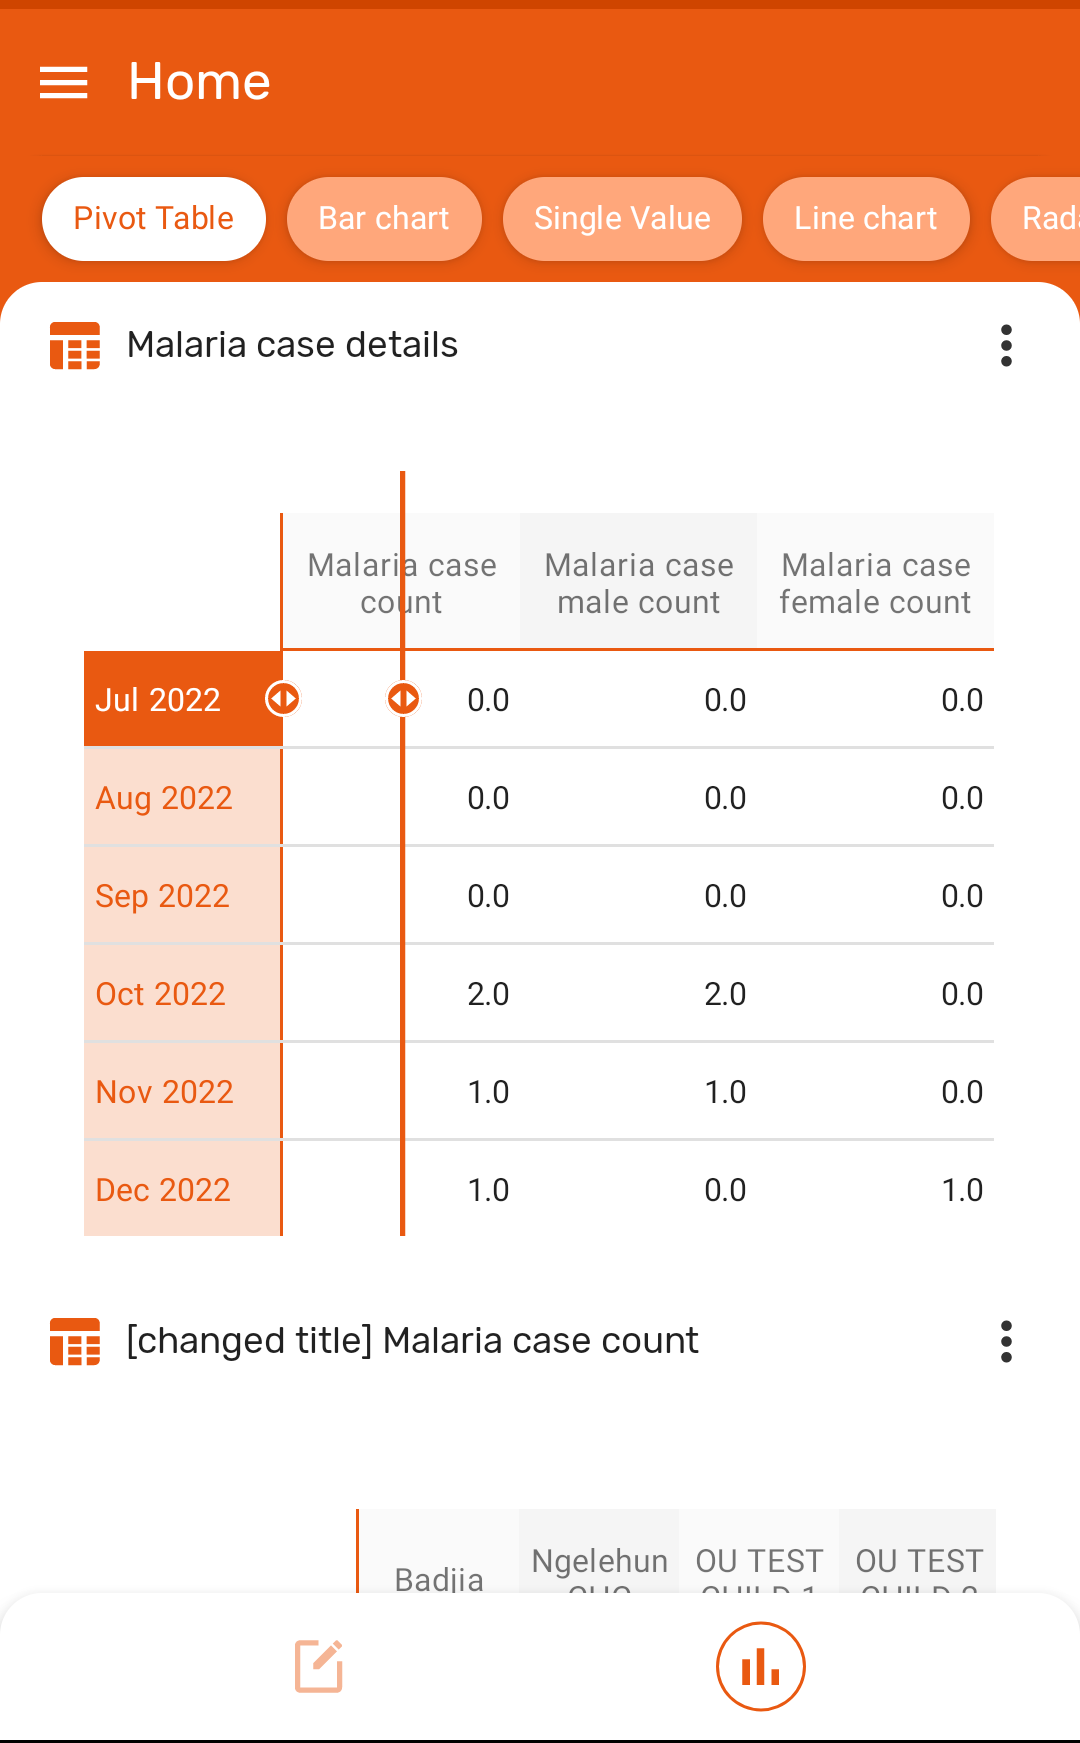 Home
Pivot Table Bar chart Single Value Line chart
Malaria case details
Malaria case count Malaria case male count Malaria case female count
Jul 2022 0.0 0.0 0.0
Aug 2022 0.0 0.0 0.0
Sep 2022 0.0 0.0 0.0
Oct 2022 2.0 2.0 0.0
Nov 2022 1.0 1.0 0.0
Dec 2022 1.0 0.0 1.0
[changed title] Malaria case count
Badjia Ngelehun OU TEST OU TEST